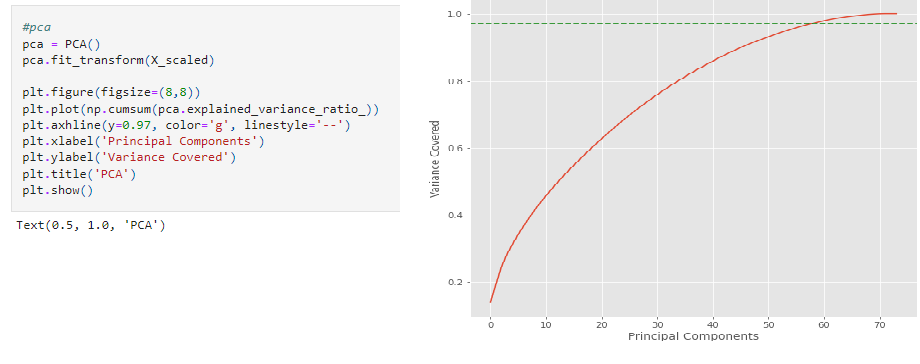 #pca
pca = PCA()
pca.fit_transform(X_scaled)
plt.figure(figsize=(8,8))
plt.plot(np.cumsum(pca.explained_variance_ratio_))
plt.axhline(y=0.97, color='g', linestyle='--')
plt.xlabel('Principal Components')
plt.ylabel('Variance Covered')
plt.title('PCA')
plt.show()
Text(0.5, 1.0, 'PCA')
1.0
0.8
0.6
0.4
0.2
Variance Covered
0 10 20 30 40 50 60 70
Principal Components